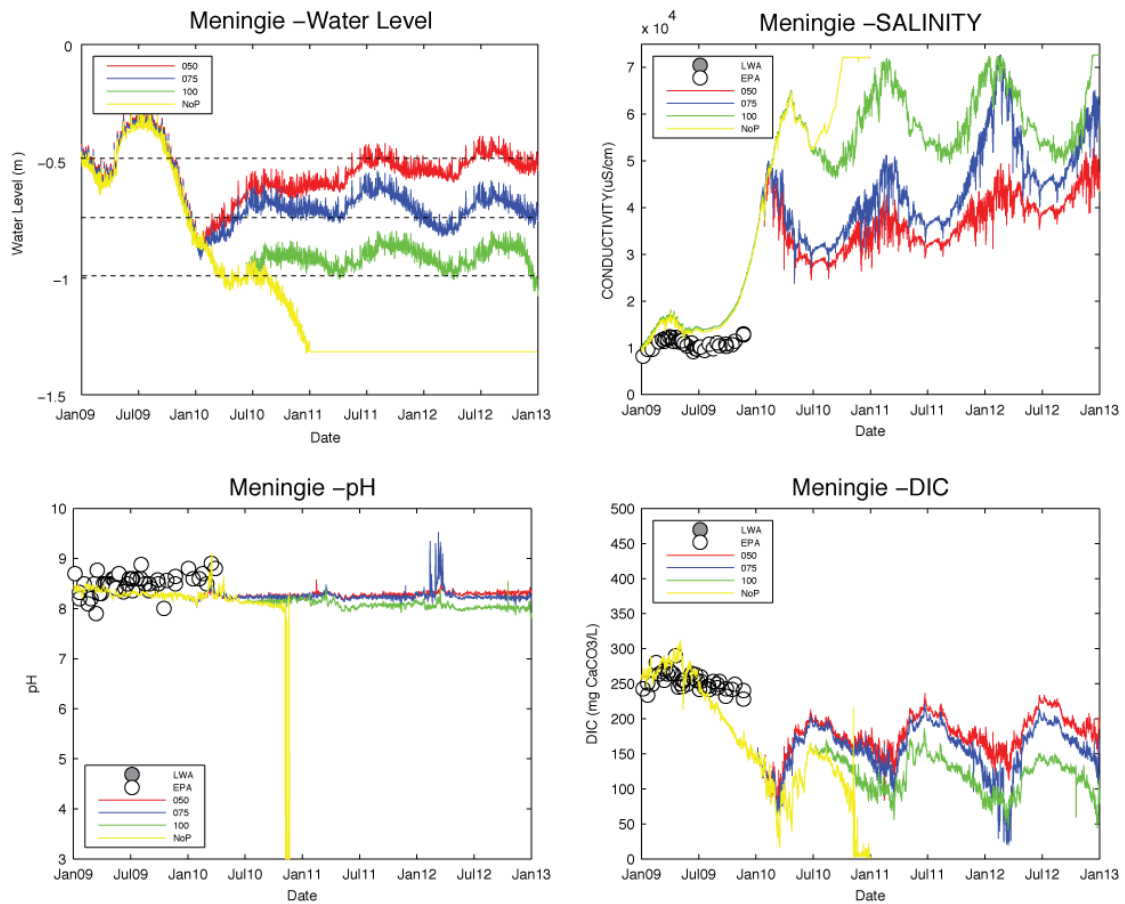 Meningie –Water Level
0
−0.5
−1
−1.5
Water Level (m )
050
075
100
NoP
Jan09
Jul09
Jan10
Jul10
Jan11
Jul11
Jan12
Jul12
Jan13
Date
Meningie –SALINITY
x 10⁴
7
6
5
4
3
2
1
0
CONDUCTIVITY(uS/cm)
LWA
EPA
050
075
100
NoP
Jan09
Jul09
Jan10
Jul10
Jan11
Jul11
Jan12
Jul12
Jan13
Date
Meningie –pH
10
9
8
7
6
5
4
3
pH
LWA
EPA
050
075
100
NoP
Jan09
Jul09
Jan10
Jul10
Jan11
Jul11
Jan12
Jul12
Jan13
Date
Meningie –DIC
500
450
400
350
300
250
200
150
100
50
0
DIC (mg CaCO3/L)
LWA
EPA
050
075
100
NoP
Jan09
Jul09
Jan10
Jul10
Jan11
Jul11
Jan12
Jul12
Jan13
Date